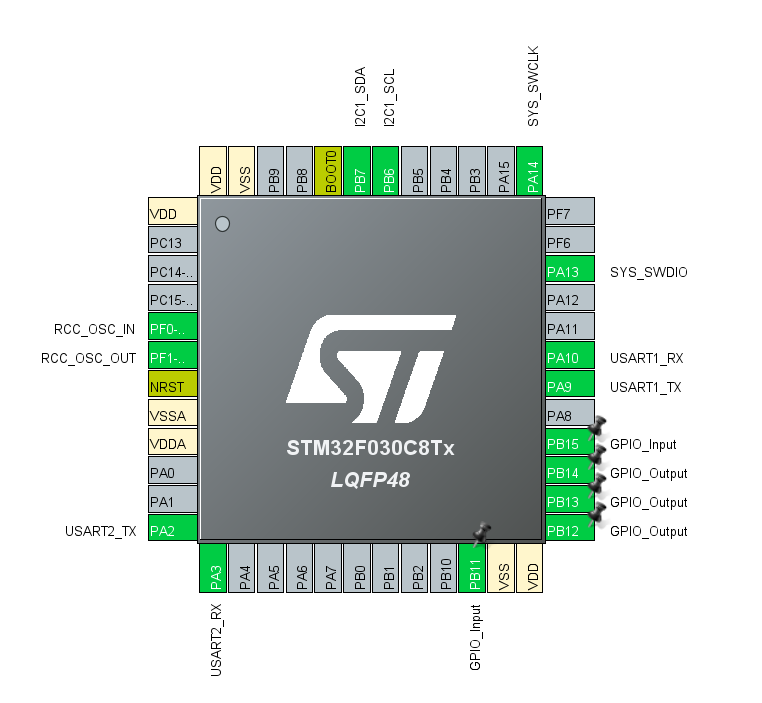 I2C1_SDA
I2C1_SCL
SYS_SWCLK
VDD
VSS
PB9
PB8
BOOT0
PB7
PB6
PB5
PB4
PB3
PA15
PA14
VDD
PC13
PC14-..
PC15-..
RCC_OSC_IN PF0-..
RCC_OSC_OUT PF1-..
NRST
VSSA
VDDA
PA0
PA1
USART2_TX PA2
PF7
PF6
PA13 SYS_SWDIO
PA12
PA11
PA10 USART1_RX
PA9 USART1_TX
PA8
PB15 GPIO_Input
PB14 GPIO_Output
PB13 GPIO_Output
PB12 GPIO_Output
ST
STM32F030C8Tx
LQFP48
PA3
PA4
PA5
PA6
PA7
PB0
PB1
PB2
PB10
PB11
VSS
VDD
USART2_RX
GPIO_Input